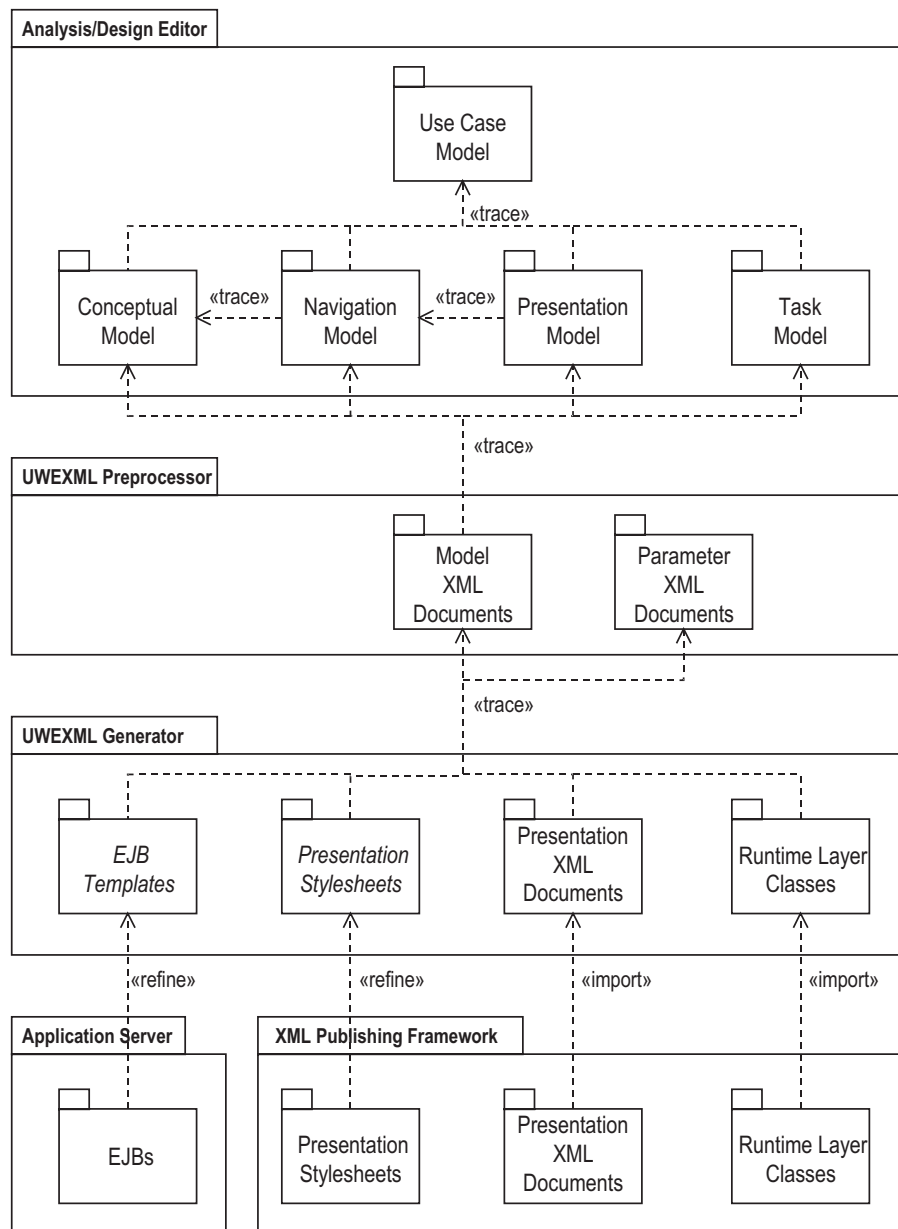 Analysis/Design Editor
Use Case
Model
«trace»
Conceptual
Model
«trace»
Navigation
Model
«trace»
Presentation
Model
Task
Model
«trace»
UWEXML Preprocessor
Model
XML
Documents
Parameter
XML
Documents
«trace»
UWEXML Generator
EJB
Templates
Presentation
Stylesheets
Presentation
XML
Documents
Runtime Layer
Classes
«refine»
«refine»
«import»
«import»
Application Server
XML Publishing Framework
EJBs
Presentation
Stylesheets
Presentation
XML
Documents
Runtime Layer
Classes